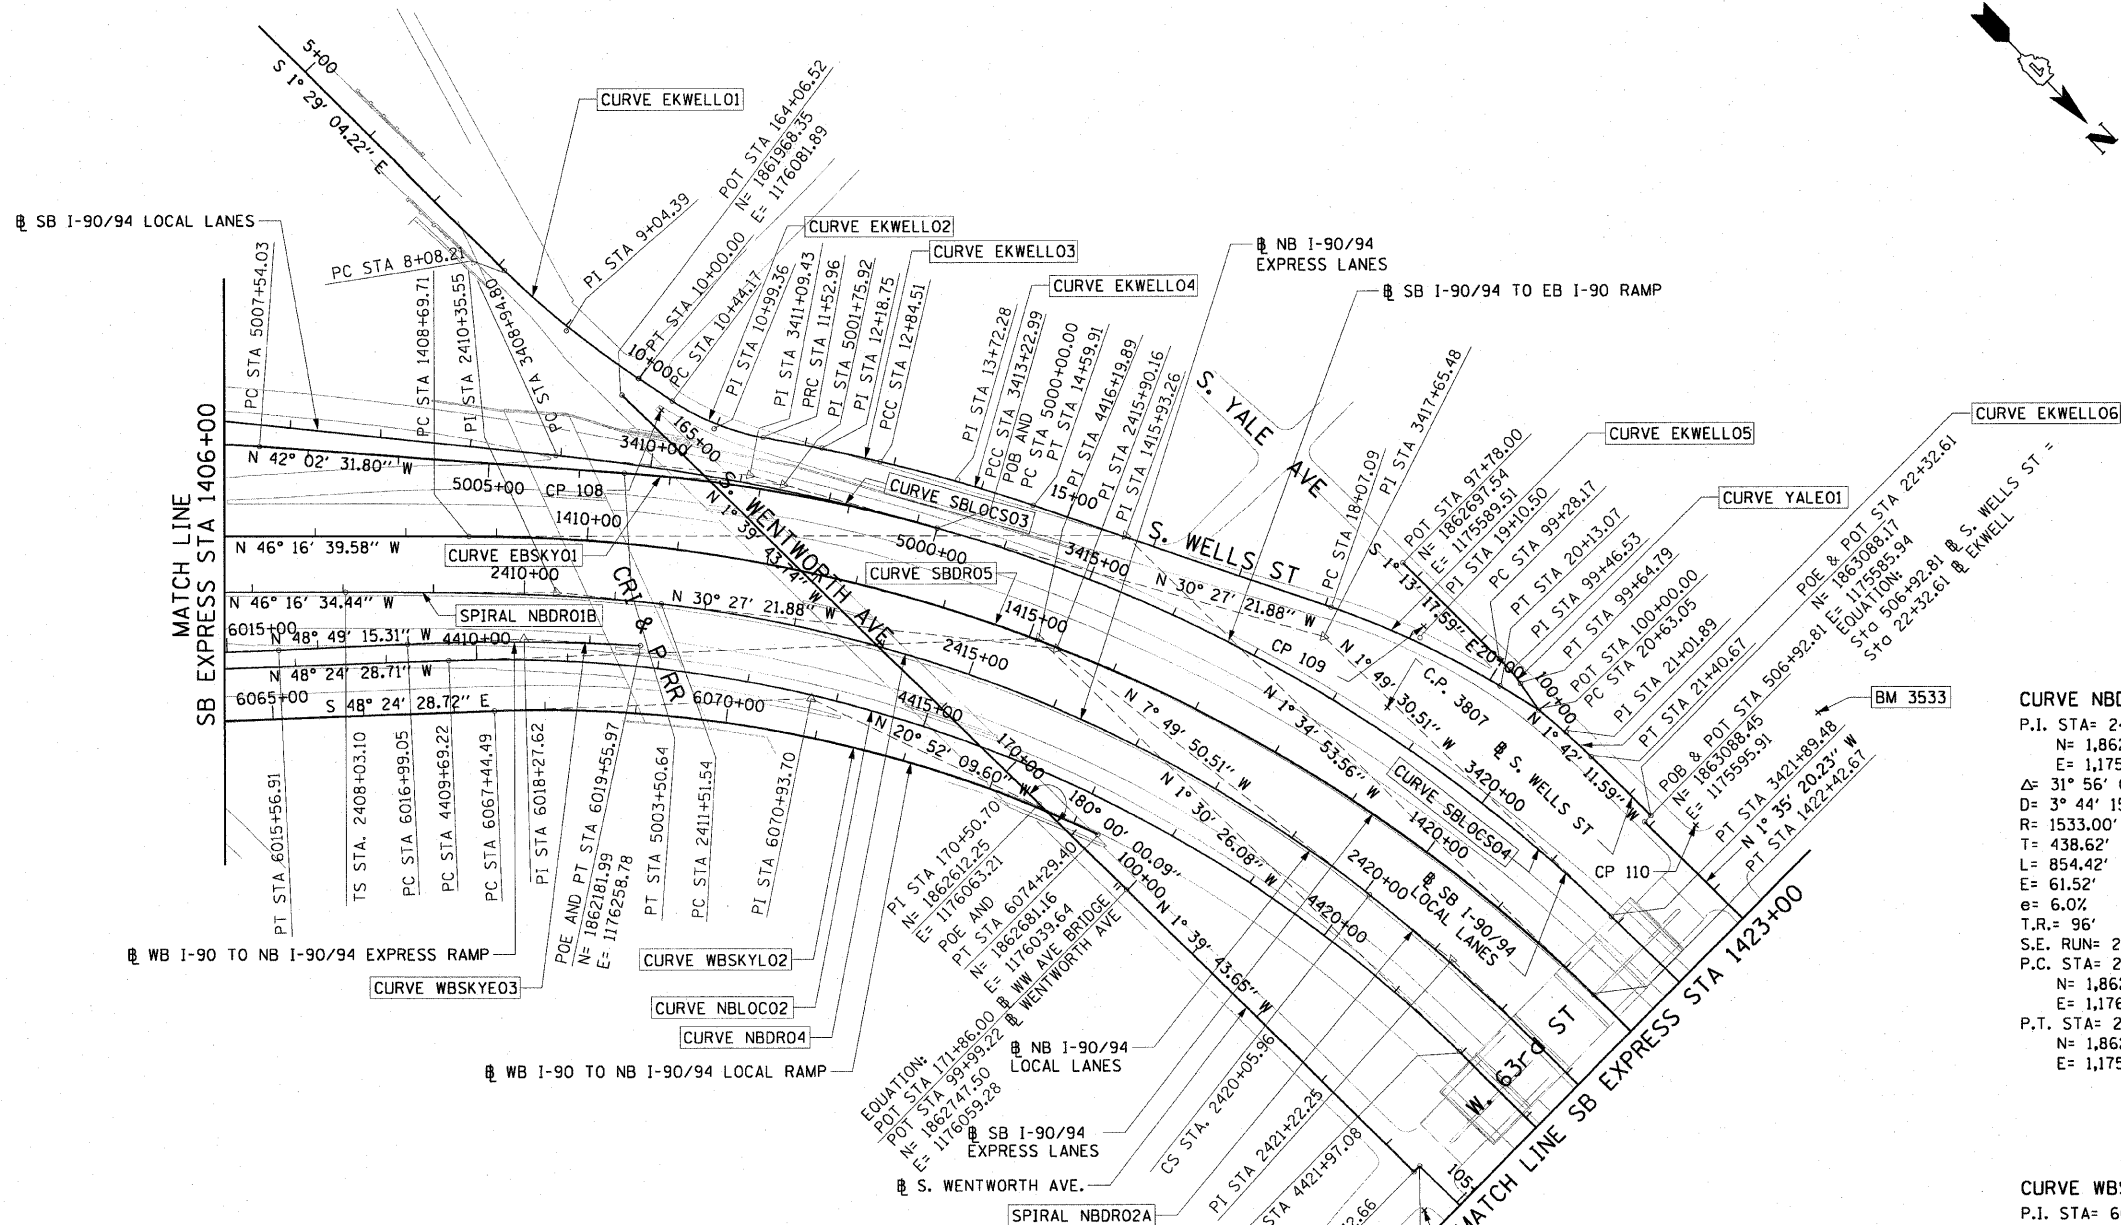 5+00
S 1° 29' 04.22" E
CURVE EKWELL01
POT STA 164+06.52
N= 1861968.35
E= 1176081.89
PI STA 9+04.39
PC STA 8+08.21
℄ SB I-90/94 LOCAL LANES
PC STA 5007+54.03
PC STA 1408+69.71
PI STA 2410+35.55
PC STA 3408+94.80
10+00
PT STA 10+00.00
PC STA 10+44.17
PI STA 10+99.36
CURVE EKWELL02
PI STA 3411+09.43
PRC STA 11+52.96
PI STA 5001+75.92
PI STA 12+18.75
PCC STA 12+84.51
CURVE EKWELL03
CURVE EKWELL04
PI STA 13+72.28
PCC STA 3413+22.99
POB AND
PC STA 5000+00.00
PT STA 14+59.91
PI STA 4416+19.89
PI STA 2415+90.16
PI STA 1415+93.26
℄ NB I-90/94
EXPRESS LANES
℄ SB I-90/94 TO EB I-90 RAMP
S. YALE AVE
PC STA 18+07.09
PI STA 3417+65.48
POT STA 97+78.00
N= 1862697.54
E= 1175589.51
PI STA 19+10.50
PC STA 99+28.17
CURVE EKWELL05
PT STA 20+13.07
PI STA 99+46.53
PT STA 99+64.79
POT STA 100+00.00
PC STA 20+63.05
CURVE YALE01
PI STA 21+01.89
PT STA 21+40.67
CURVE EKWELL06
POE & POT STA 22+32.61
N= 1863088.17
E= 1175585.94
EQUATION:
Sta 506+92.81 ℄ S. WELLS ST =
Sta 22+32.61 ℄ EKWELL
POB & POT STA 506+92.81
N= 1863088.45
E= 1175595.91
BM 3533
PT STA 3421+89.48
N 1° 35' 20.23" W
PT STA 1422+42.67
MATCH LINE
SB EXPRESS STA 1406+00
N 42° 02' 31.80" W
5005+00
CP 108
3410+00
165+00
1410+00
N 46° 16' 39.58" W
CURVE EBSKY01
2410+00
N 46° 16' 34.44" W
SPIRAL NBDR01B
6015+00
N 48° 49' 15.31" W
4410+00
N 48° 24' 28.71" W
6065+00
S 48° 24' 28.72" E
CRI & P RR
6070+00
S. WENTWORTH AVE.
N 1° 39' 43.74" W
N 30° 27' 21.88" W
CURVE SBLOCS03
5000+00
CURVE SBDR05
3415+00
15+00
S. WELLS ST
N 30° 27' 21.88" W
1415+00
2415+00
4415+00
CP 109
N 1° 49' 30.51" W
C.P. 3807
S 1° 13' 17.59" E
20+00
100+00
N 1° 42' 11.59" W
N 7° 49' 50.51" W
N 1° 34' 53.56" W
N 1° 30' 26.08" W
N 20° 52' 09.60" W
170+00
180° 00' 00.09"
100+00
N 1° 39' 43.65" W
℄ S. WELLS ST
3420+00
CURVE SBLOCS04
1420+00
2420+00
4420+00
℄ SB I-90/94
LOCAL LANES
CP 110
PT STA 6015+56.91
TS STA. 2408+03.10
PC STA 6016+99.05
PC STA 4409+69.22
PC STA 6067+44.49
PI STA 6018+27.62
POE AND PT STA 6019+55.97
N= 1862181.99
E= 1176258.78
PT STA 5003+50.64
PC STA 2411+51.54
PI STA 6070+93.70
℄ WB I-90 TO NB I-90/94 EXPRESS RAMP
CURVE WBSKYE03
CURVE WBSKYL02
CURVE NBLOC02
CURVE NBDR04
℄ WB I-90 TO NB I-90/94 LOCAL RAMP
PI STA 170+50.70
N= 1862612.25
E= 1176063.21
POE AND
PT STA 6074+29.40
N= 1862681.16
E= 1176039.64
℄ WW AVE BRIDGE
℄ WENTWORTH AVE
EQUATION:
POT STA 171+86.00
POT STA 99+99.22
N= 1862747.50
E= 1176059.28
℄ NB I-90/94
LOCAL LANES
℄ SB I-90/94
EXPRESS LANES
℄ S. WENTWORTH AVE.
SPIRAL NBDR02A
CS STA. 2420+05.96
PI STA 2421+22.25
STA 4421+97.08
2.66
105
W. 63rd ST
MATCH LINE SB EXPRESS STA 1423+00
N
CURVE NBD
P.I. STA= 24
N= 1,862
E= 1,175
Δ= 31° 56'
D= 3° 44' 15
R= 1533.00'
T= 438.62'
L= 854.42'
E= 61.52'
e= 6.0%
T.R.= 96'
S.E. RUN= 2
P.C. STA= 2
N= 1,862
E= 1,176
P.T. STA= 2
N= 1,862
E= 1,175
CURVE WBS
P.I. STA= 6